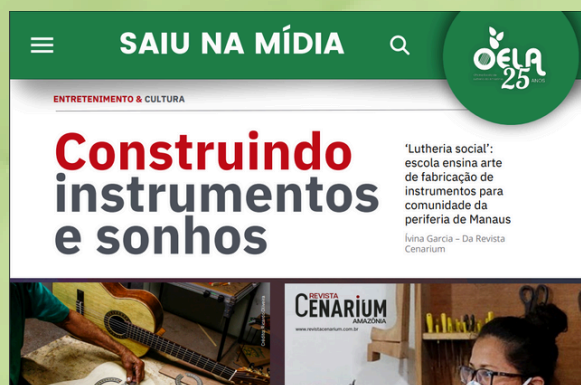 SAIU NA MÍDIA
OELA
25 ANOS
ENTRETENIMENTO & CULTURA
Construindo
instrumentos
e sonhos
‘Lutheria social’:
escola ensina arte
de fabricação de
instrumentos para
comunidade da
periferia de Manaus
Ívina Garcia – Da Revista
Cenarium
REVISTA
CENARIUM
AMAZÔNIA
www.revistacenarium.com.br